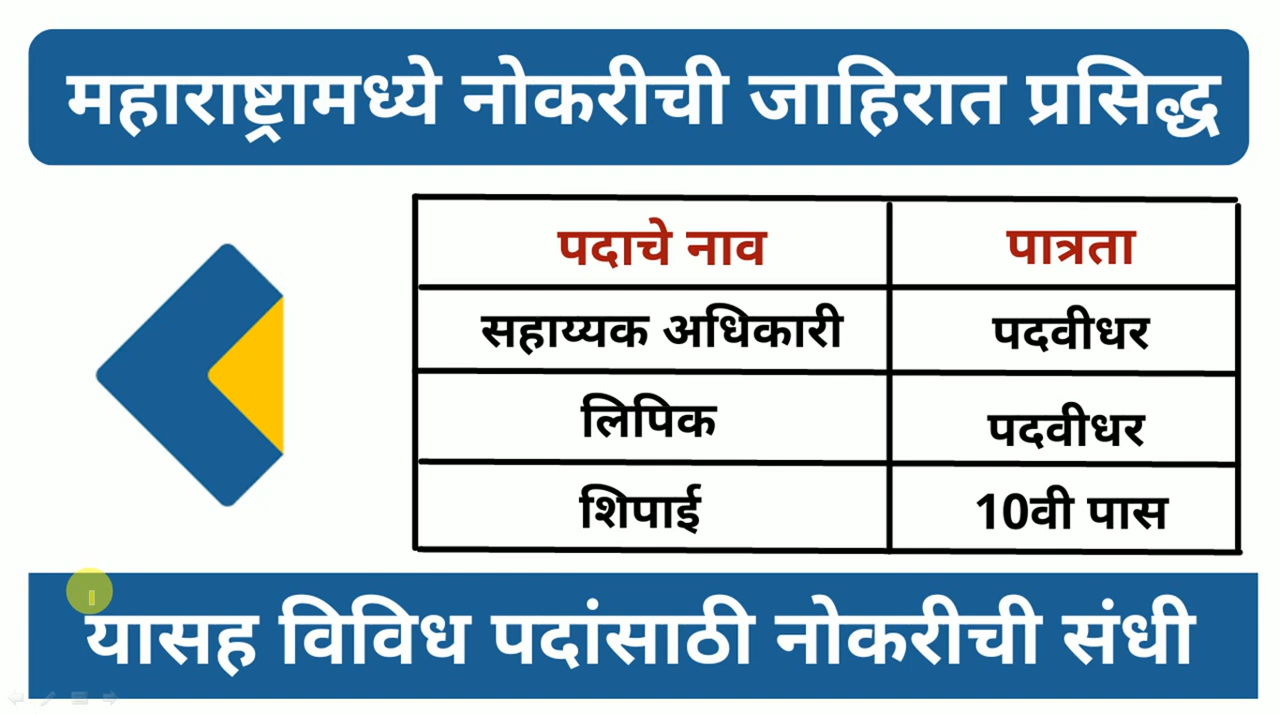 महाराष्ट्रामध्ये नोकरीची जाहिरात प्रसिद्ध
पदाचे नाव पात्रता
सहाय्यक अधिकारी पदवीधर
लिपिक पदवीधर
शिपाई 10वी पास
यासह विविध पदांसाठी नोकरीची संधी